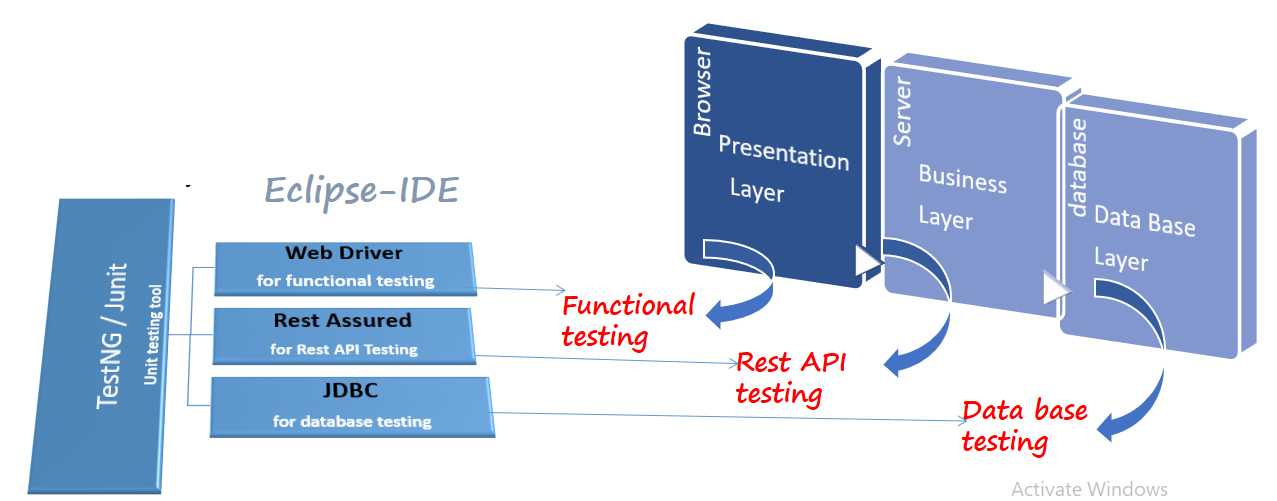 Eclipse-IDE
TestNG / Junit
Unit testing tool
Web Driver
for functional testing
Rest Assured
for Rest API Testing
JDBC
for database testing
Functional
testing
Rest API
testing
Data base
testing
Browser
Presentation
Layer
Server
Business
Layer
database
Data Base
Layer
Activate Windows